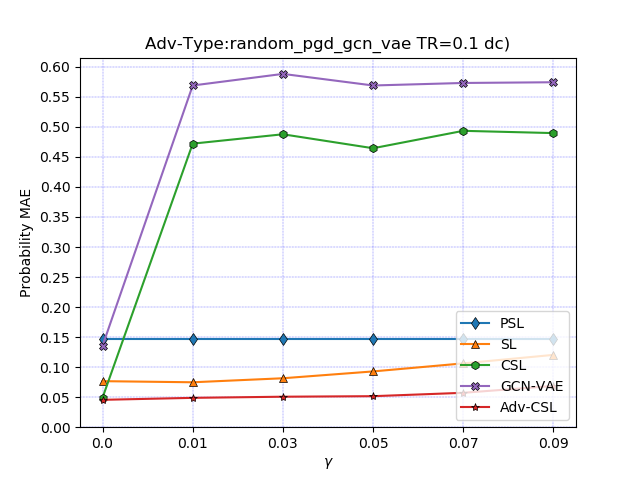 Adv-Type:random_pgd_gcn_vae TR=0.1 dc)
Probability MAE
0.60
0.55
0.50
0.45
0.40
0.35
0.30
0.25
0.20
0.15
0.10
0.05
0.00
PSL
SL
CSL
GCN-VAE
Adv-CSL
0.0 0.01 0.03 0.05 0.07 0.09
γ